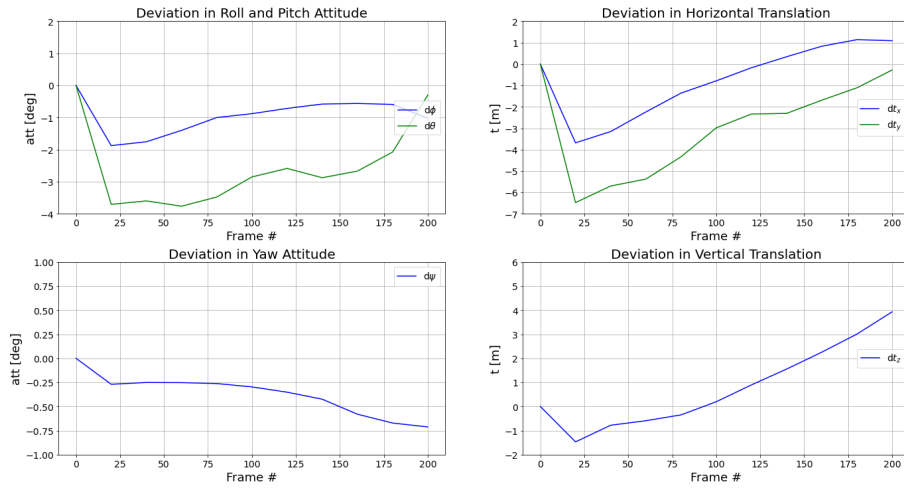 Deviation in Roll and Pitch Attitude
att [deg]
2
1
0
−1
−2
−3
−4
dϕ
dθ
0 25 50 75 100 125 150 175 200
Frame #
Deviation in Horizontal Translation
t [m]
1
0
−1
−2
−3
−4
−5
−6
−7
dtₓ
dt_y
0 25 50 75 100 125 150 175 200
Frame #
Deviation in Yaw Attitude
att [deg]
1.00
0.75
0.50
0.25
0.00
−0.25
−0.50
−0.75
−1.00
dψ
0 25 50 75 100 125 150 175 200
Frame #
Deviation in Vertical Translation
t [m]
6
5
4
3
2
1
0
−1
−2
dt_z
0 25 50 75 100 125 150 175 200
Frame #